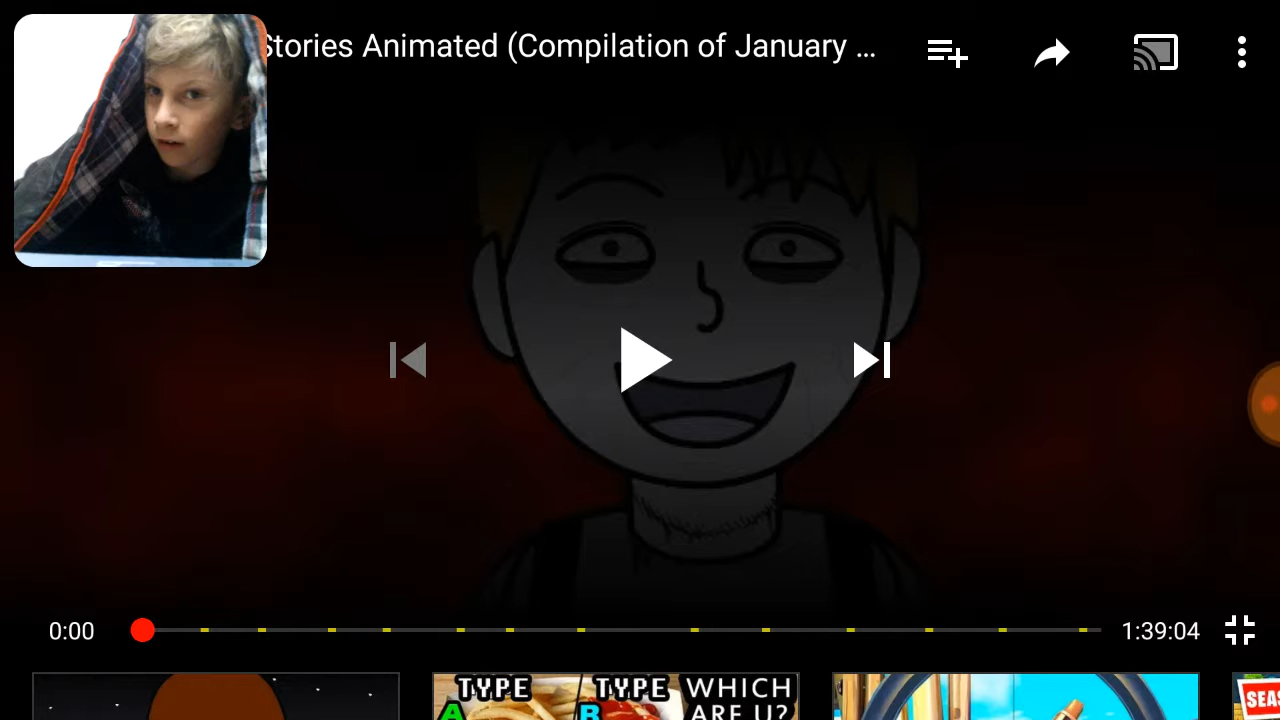 Stories Animated (Compilation of January ...
0:00
1:39:04
TYPE
A
TYPE
B
WHICH
ARE U?
SEAS